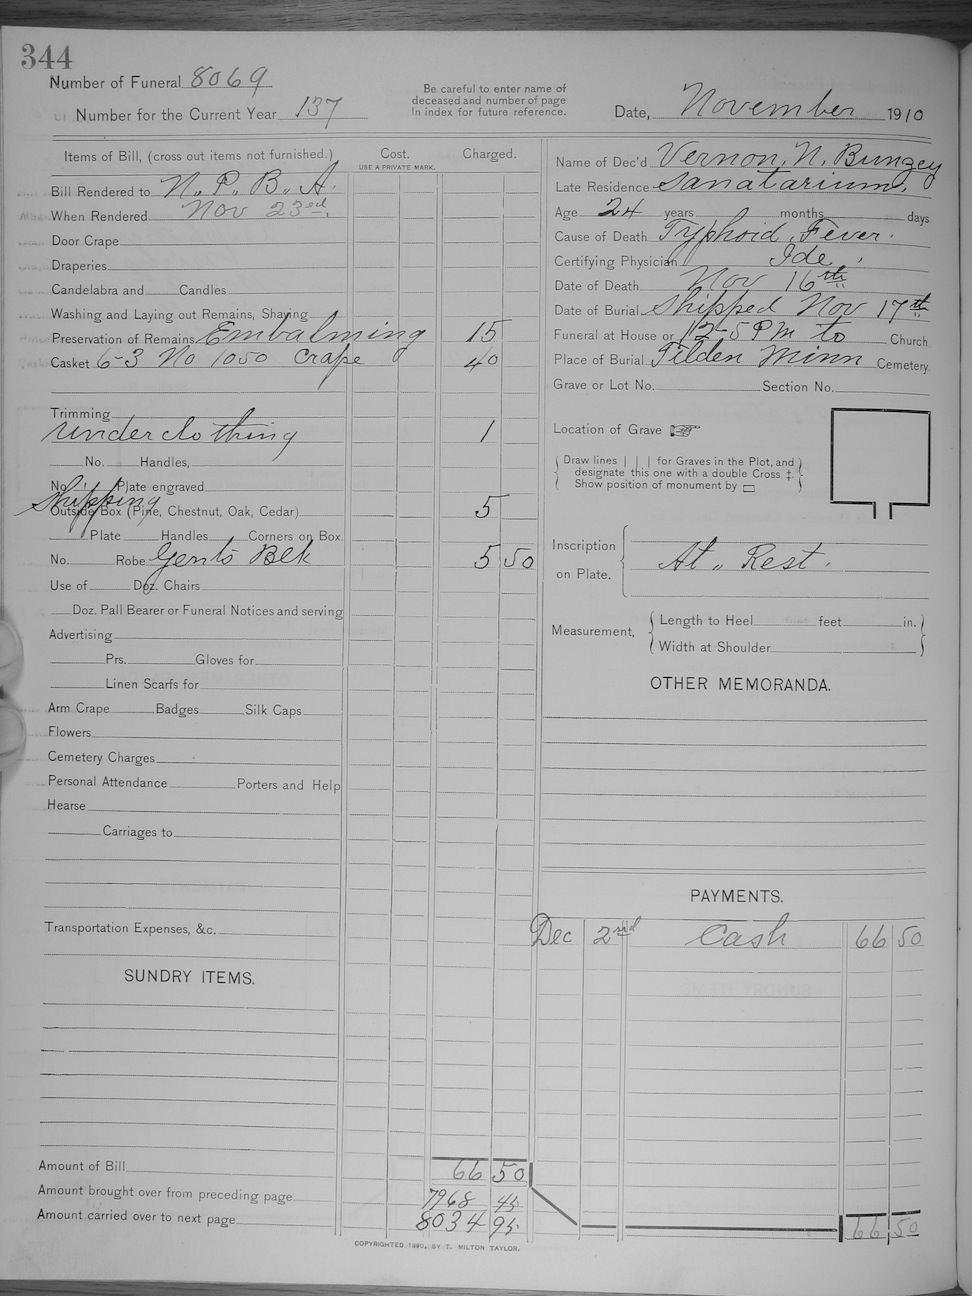 344
Number of Funeral 8069
Number for the Current Year 137
Be careful to enter name of
deceased and number of page
In index for future reference.
Date, November 1910
Items of Bill, (cross out items not furnished.)
Cost.
USE A PRIVATE MARK.
Charged.
Bill Rendered to N. P. B. A.
When Rendered Nov 23rd.
Door Crape
Draperies
Candelabra and Candles
Washing and Laying out Remains, Shaving
Preservation of Remains Embalming 15
Casket 6-3 No 1050 Crape 40
Trimming
Underclothing 1
No. Handles,
No. Plate engraved
Shipping
Outside Box (Pine, Chestnut, Oak, Cedar) 5
Plate Handles Corners on Box.
No. Robe Gents Blk 5 50
Use of Doz. Chairs
Doz. Pall Bearer or Funeral Notices and serving
Advertising
Prs. Gloves for
Linen Scarfs for
Arm Crape Badges Silk Caps
Flowers
Cemetery Charges
Personal Attendance Porters and Help
Hearse
Carriages to
Transportation Expenses, &c.
SUNDRY ITEMS.
Amount of Bill 66 50
Amount brought over from preceding page 7968 45
Amount carried over to next page 8034 95
Name of Dec'd Vernon, N. Bunzey
Late Residence Sanatarium.
Age 24 years months days
Cause of Death Typhoid Fever.
Certifying Physician Ide
Date of Death Nov 16th
Date of Burial Shipped Nov 17th
Funeral at House or 12-5 PM to Church
Place of Burial Tilden Minn Cemetery
Grave or Lot No. Section No.
Location of Grave
Draw lines | | | for Graves in the Plot, and
designate this one with a double Cross ‡.
Show position of monument by ▭
Inscription
on Plate.
At Rest.
Measurement,
Length to Heel feet in.
Width at Shoulder
OTHER MEMORANDA.
PAYMENTS.
Dec 2nd Cash 66 50
66 50
COPYRIGHTED 1890, BY T. MILTON TAYLOR.